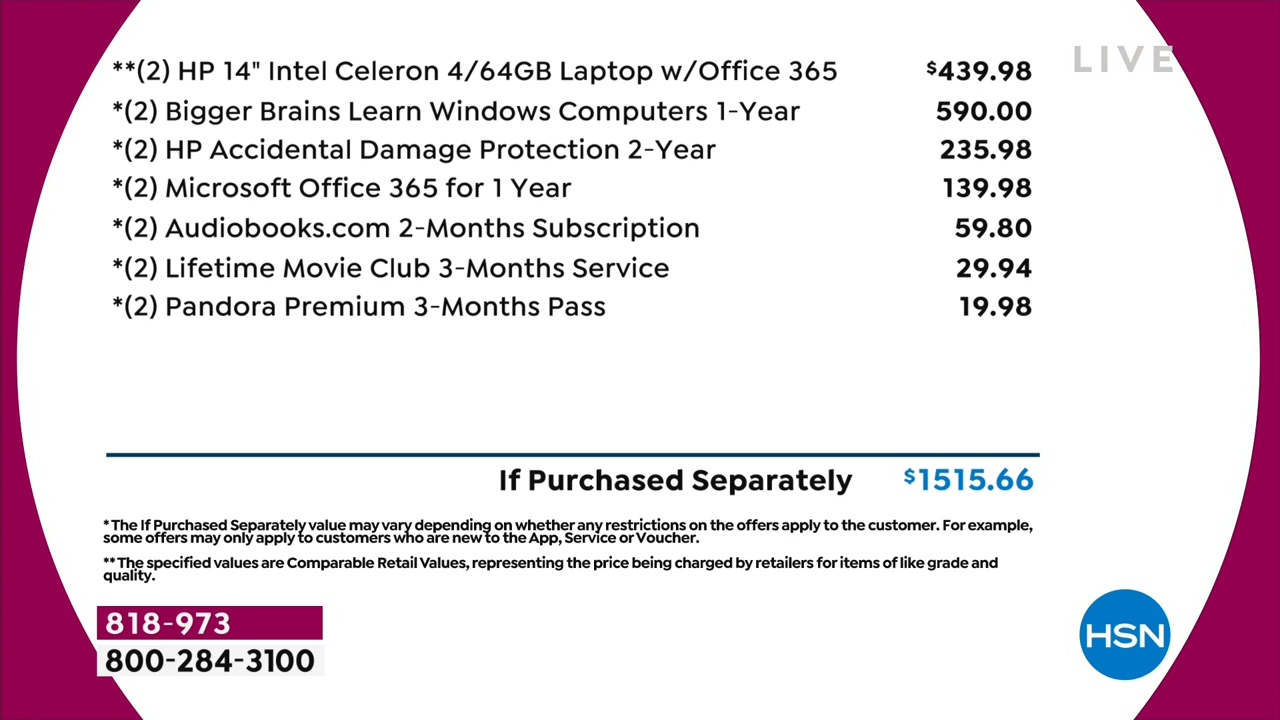 LIVE
**(2) HP 14" Intel Celeron 4/64GB Laptop w/Office 365 $439.98
*(2) Bigger Brains Learn Windows Computers 1-Year 590.00
*(2) HP Accidental Damage Protection 2-Year 235.98
*(2) Microsoft Office 365 for 1 Year 139.98
*(2) Audiobooks.com 2-Months Subscription 59.80
*(2) Lifetime Movie Club 3-Months Service 29.94
*(2) Pandora Premium 3-Months Pass 19.98
If Purchased Separately $1515.66
* The If Purchased Separately value may vary depending on whether any restrictions on the offers apply to the customer. For example,
some offers may only apply to customers who are new to the App, Service or Voucher.
** The specified values are Comparable Retail Values, representing the price being charged by retailers for items of like grade and
quality.
818-973
800-284-3100
HSN